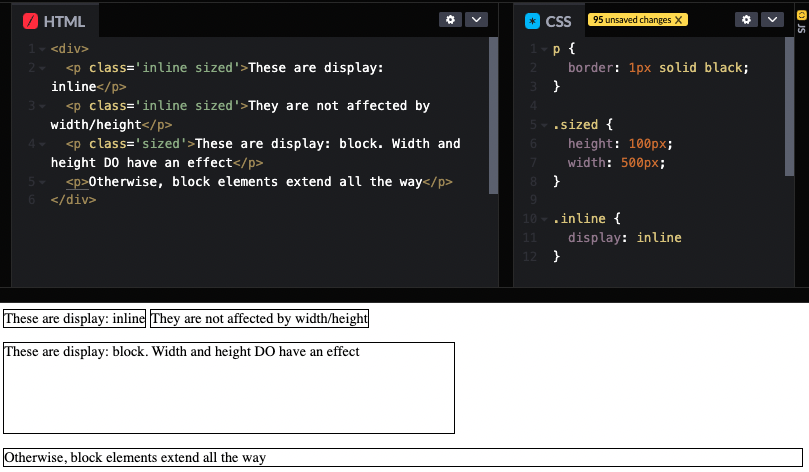 HTML
1 <div>
2 <p class='inline sized'>These are display:
inline</p>
3 <p class='inline sized'>They are not affected by
width/height</p>
4 <p class='sized'>These are display: block. Width and
height DO have an effect</p>
5 <p>Otherwise, block elements extend all the way</p>
6 </div>
CSS
95 unsaved changes X
1 p {
2 border: 1px solid black;
3 }
4
5 .sized {
6 height: 100px;
7 width: 500px;
8 }
9
10 .inline {
11 display: inline
12 }
JS
These are display: inline They are not affected by width/height
These are display: block. Width and height DO have an effect
Otherwise, block elements extend all the way